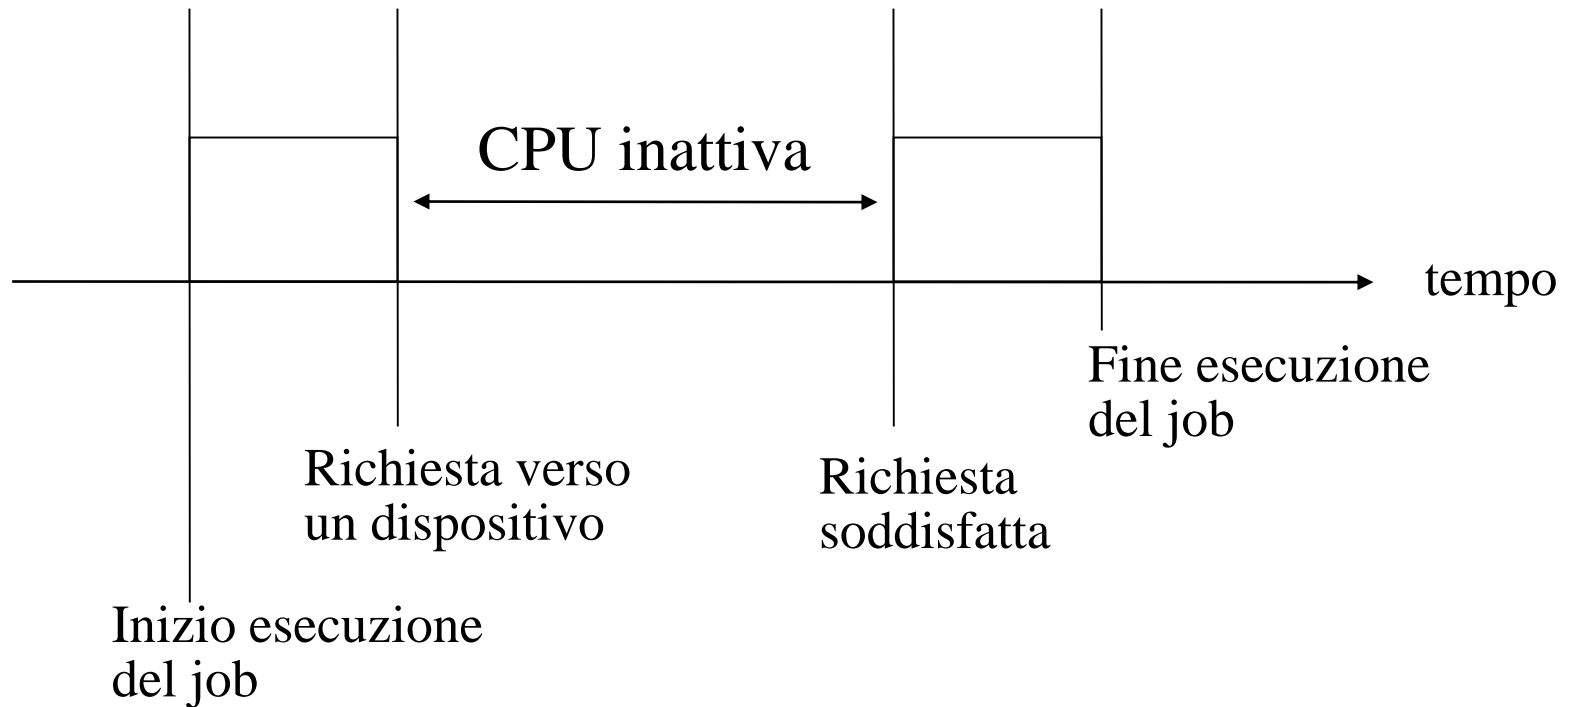 CPU inattiva
tempo
Fine esecuzione
del job
Richiesta verso
un dispositivo
Richiesta
soddisfatta
Inizio esecuzione
del job